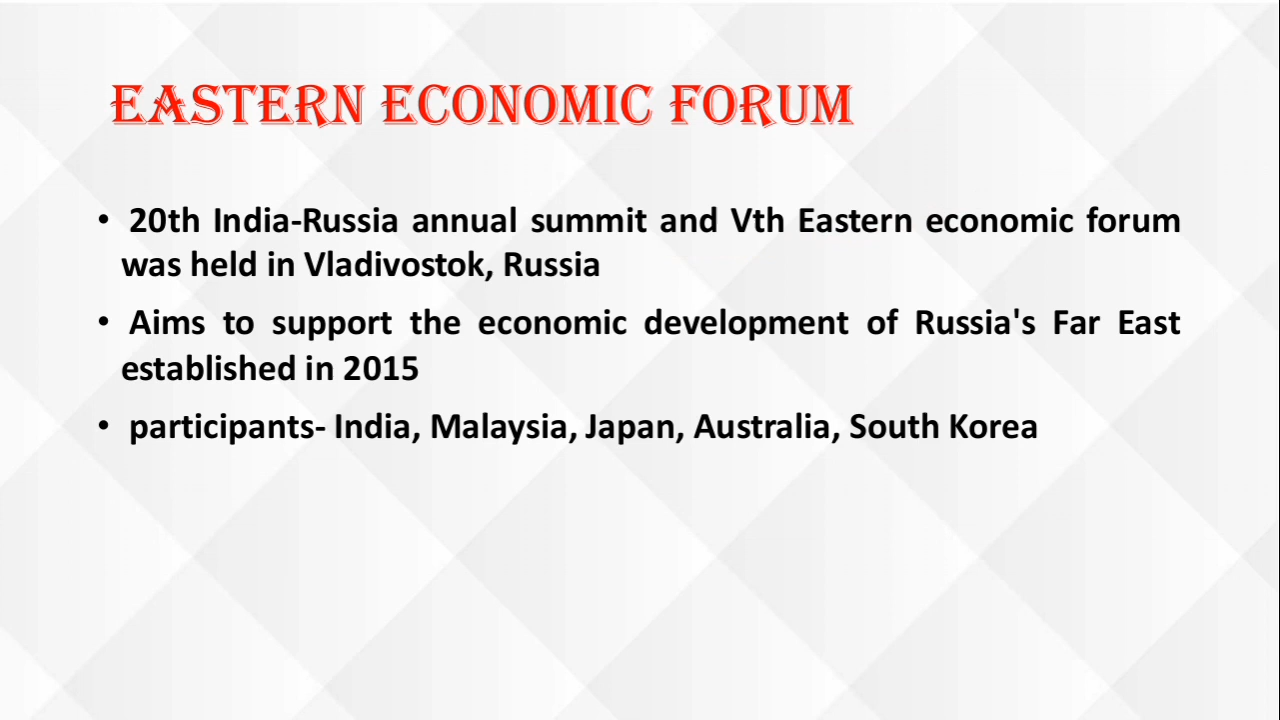 EASTERN ECONOMIC FORUM
• 20th India-Russia annual summit and Vth Eastern economic forum
was held in Vladivostok, Russia
• Aims to support the economic development of Russia's Far East
established in 2015
• participants- India, Malaysia, Japan, Australia, South Korea